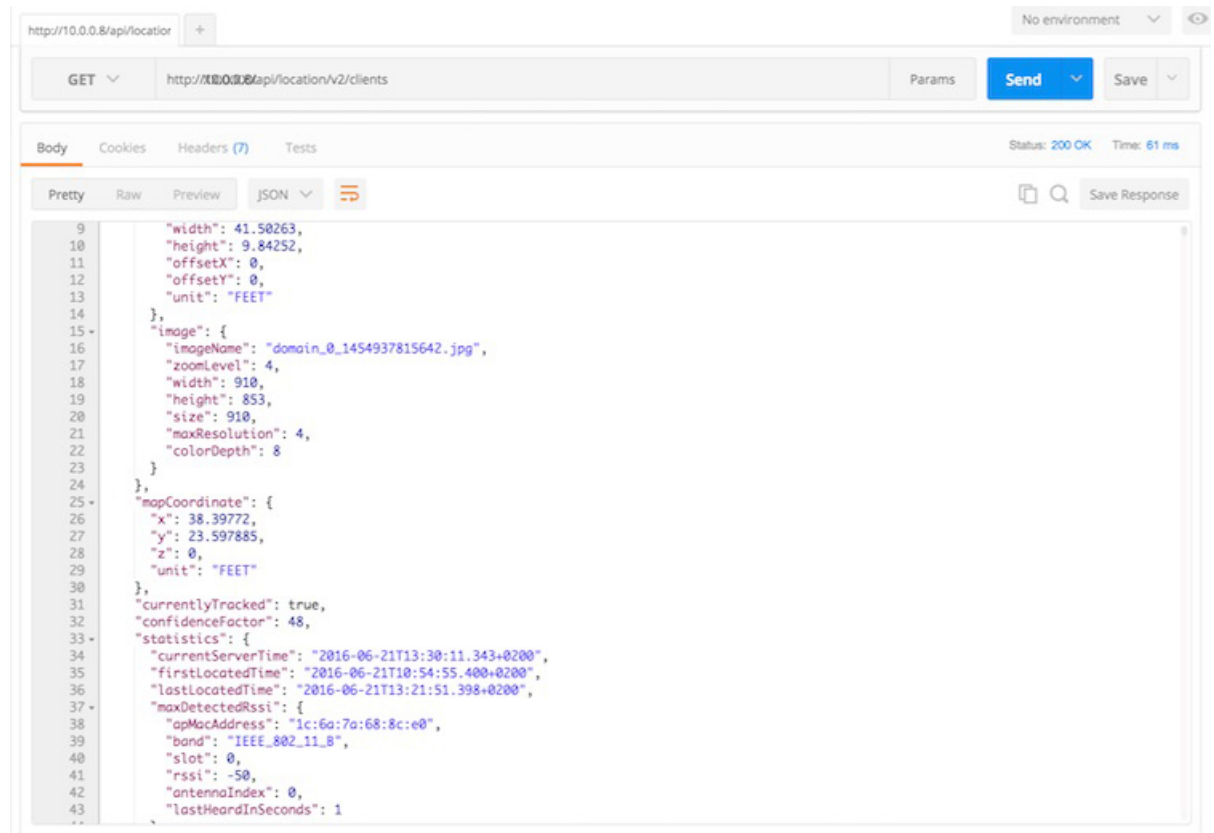 http://10.0.0.8/api/locatior +
No environment
GET http:// api/location/v2/clients Params Send Save
Body Cookies Headers (7) Tests Status: 200 OK Time: 61 ms
Pretty Raw Preview JSON Save Response
9 "width": 41.50263,
10 "height": 9.84252,
11 "offsetX": 0,
12 "offsetY": 0,
13 "unit": "FEET"
14 },
15 "image": {
16 "imageName": "domain_0_1454937815642.jpg",
17 "zoomLevel": 4,
18 "width": 910,
19 "height": 853,
20 "size": 910,
21 "maxResolution": 4,
22 "colorDepth": 8
23 }
24 },
25 "mapCoordinate": {
26 "x": 38.39772,
27 "y": 23.597885,
28 "z": 0,
29 "unit": "FEET"
30 },
31 "currentlyTracked": true,
32 "confidenceFactor": 48,
33 "statistics": {
34 "currentServerTime": "2016-06-21T13:30:11.343+0200",
35 "firstLocatedTime": "2016-06-21T10:54:55.400+0200",
36 "lastLocatedTime": "2016-06-21T13:21:51.398+0200",
37 "maxDetectedRssi": {
38 "apMacAddress": "1c:6a:7a:68:8c:e0",
39 "band": "IEEE_802_11_B",
40 "slot": 0,
41 "rssi": -50,
42 "antennaIndex": 0,
43 "lastHeardInSeconds": 1